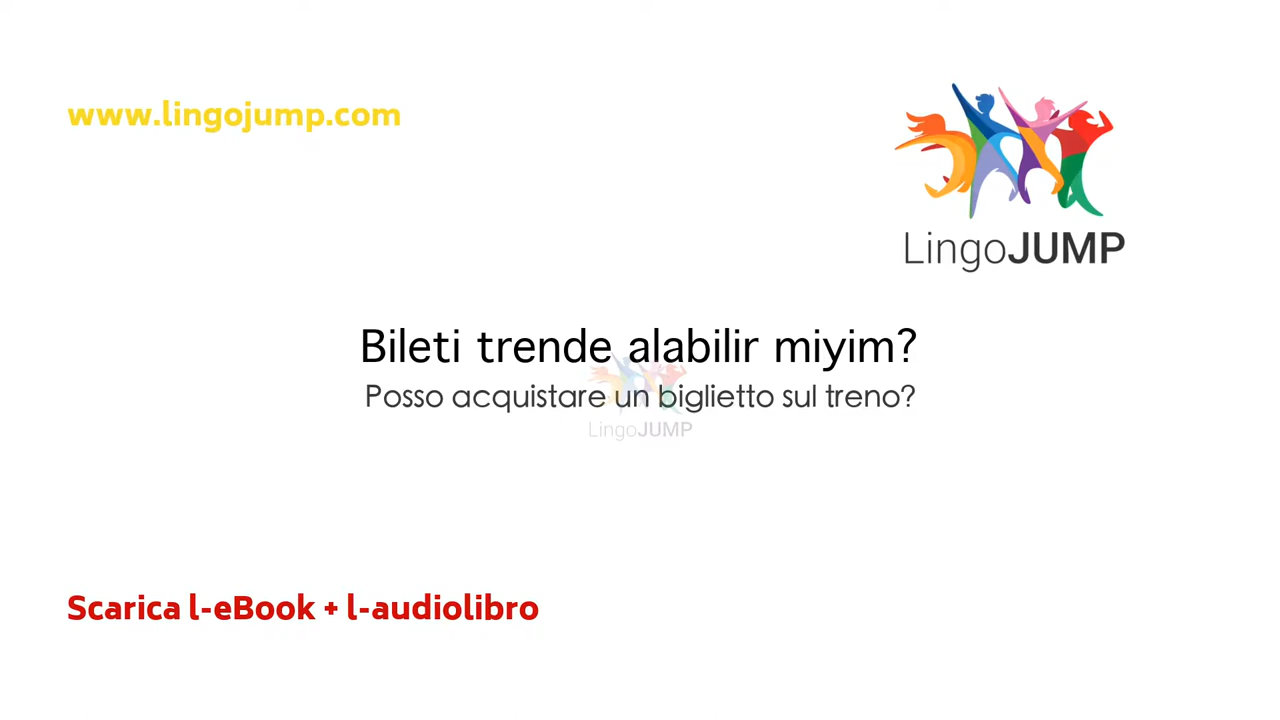 www.lingojump.com
LingoJUMP
Bileti trende alabilir miyim?
Posso acquistare un biglietto sul treno?
LingoJUMP
Scarica l-eBook + l-audiolibro